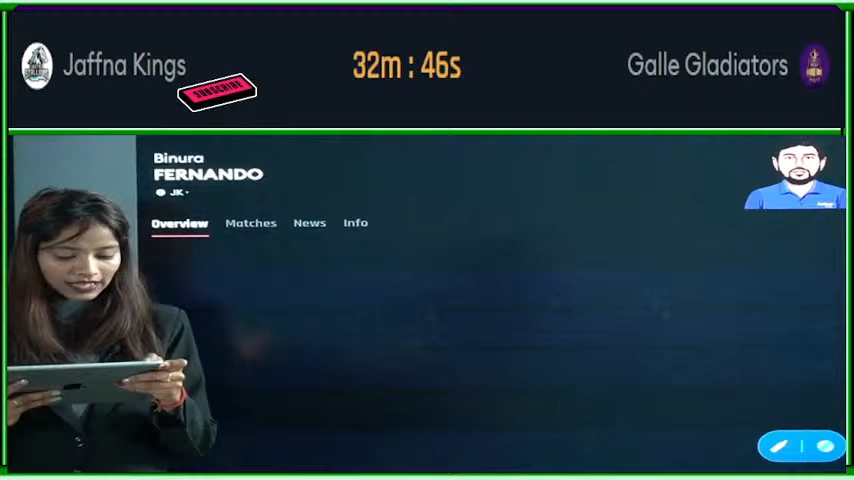 Jaffna Kings
32m : 46s
Galle Gladiators
SUBSCRIBE
Binura
FERNANDO
JK
Overview Matches News Info